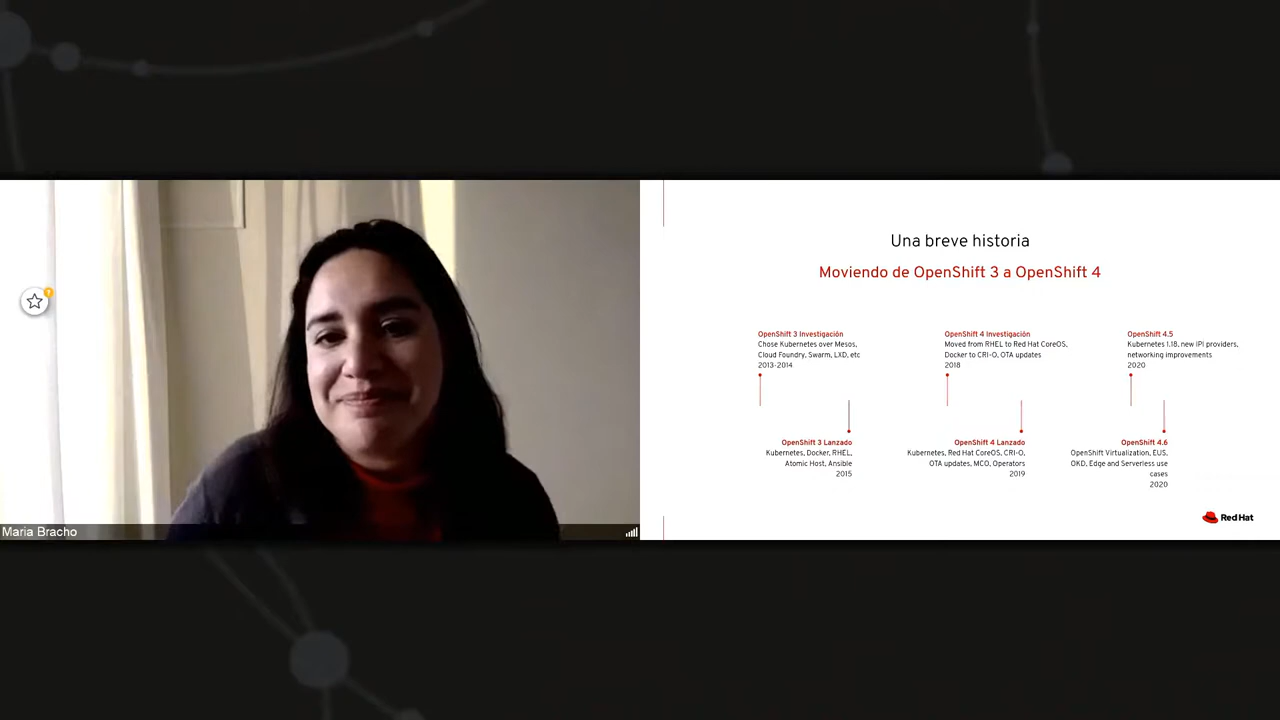 Maria Bracho
Una breve historia
Moviendo de OpenShift 3 a OpenShift 4
OpenShift 3 Investigación
Chose Kubernetes over Mesos,
Cloud Foundry, Swarm, LXD, etc
2013-2014
OpenShift 4 Investigación
Moved from RHEL to Red Hat CoreOS,
Docker to CRI-O, OTA updates
2018
OpenShift 4.5
Kubernetes 1.18, new IPI providers,
networking improvements
2020
OpenShift 3 Lanzado
Kubernetes, Docker, RHEL,
Atomic Host, Ansible
2015
OpenShift 4 Lanzado
Kubernetes, Red Hat CoreOS, CRI-O,
OTA updates, MCO, Operators
2019
OpenShift 4.6
OpenShift Virtualization, EUS,
OKD, Edge and Serverless use
cases
2020
Red Hat